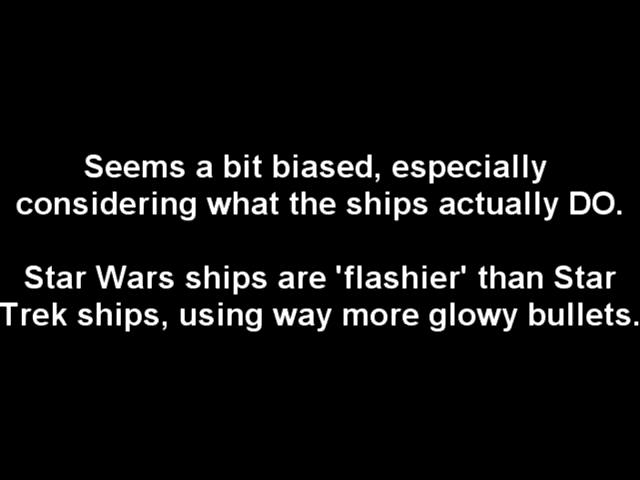 Seems a bit biased, especially
considering what the ships actually DO.
Star Wars ships are 'flashier' than Star
Trek ships, using way more glowy bullets.